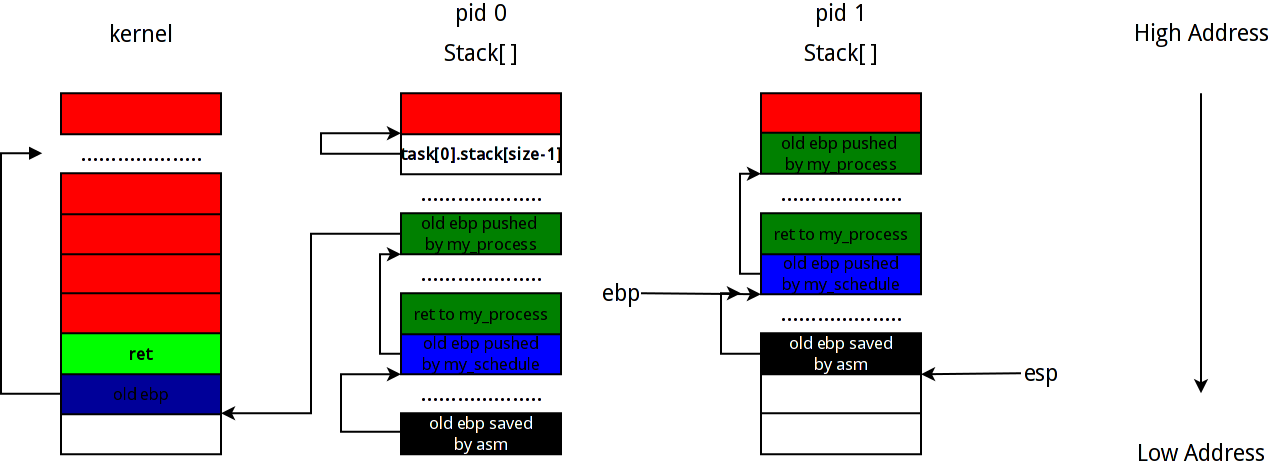 kernel
pid 0
Stack[ ]
pid 1
Stack[ ]
High Address
....................
ret
old ebp
task[0].stack[size-1]
....................
old ebp pushed
by my_process
....................
ret to my_process
old ebp pushed
by my_schedule
....................
old ebp saved
by asm
old ebp pushed
by my_process
....................
ret to my_process
old ebp pushed
by my_schedule
ebp
....................
old ebp saved
by asm
esp
Low Address